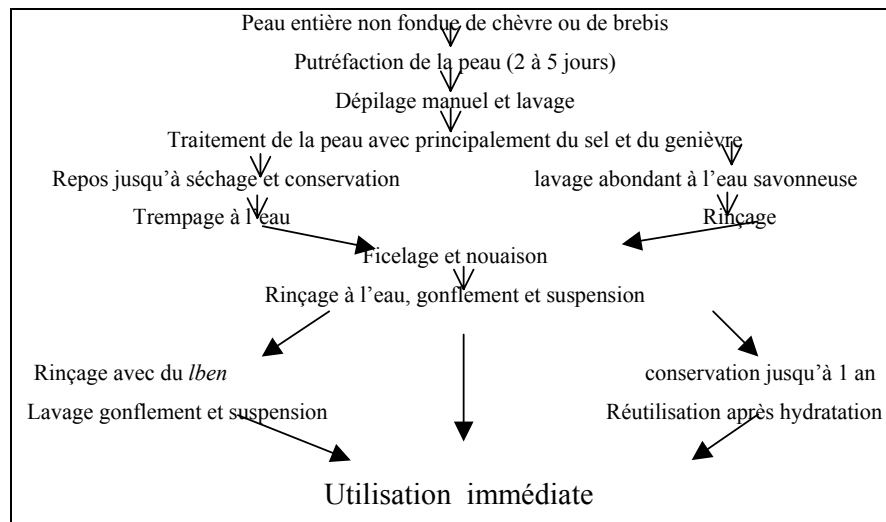 Peau entière non fondue de chèvre ou de brebis
Putréfaction de la peau (2 à 5 jours)
Dépilage manuel et lavage
Traitement de la peau avec principalement du sel et du genièvre
Repos jusqu'à séchage et conservation
lavage abondant à l'eau savonneuse
Trempage à l'eau
Rinçage
Ficelage et nouaison
Rinçage à l'eau, gonflement et suspension
Rinçage avec du lben
conservation jusqu'à 1 an
Lavage gonflement et suspension
Réutilisation après hydratation
Utilisation immédiate